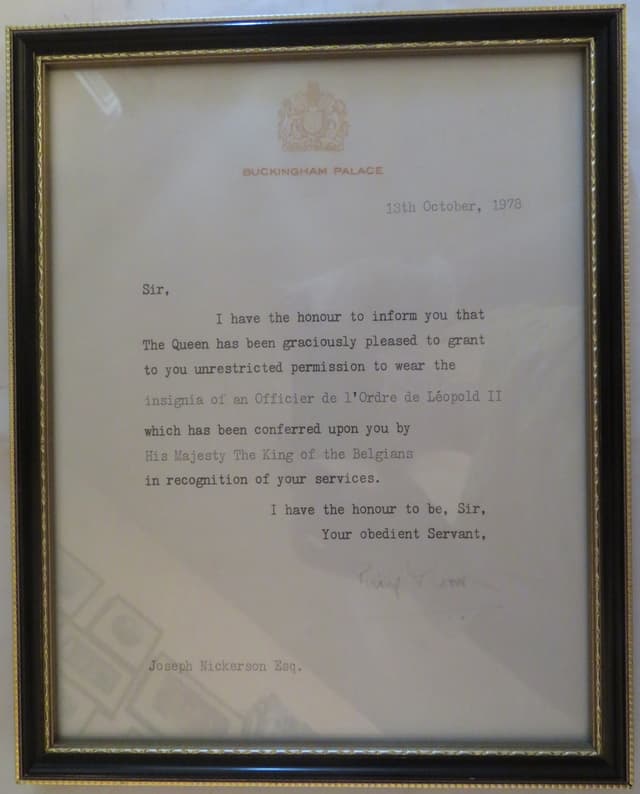 BUCKINGHAM PALACE
13th October, 1978
Sir,
I have the honour to inform you that
The Queen has been graciously pleased to grant
to you unrestricted permission to wear the
insignia of an Officier de l'Ordre de Léopold II
which has been conferred upon you by
His Majesty The King of the Belgians
in recognition of your services.
I have the honour to be, Sir,
Your obedient Servant,
Joseph Nickerson Esq.